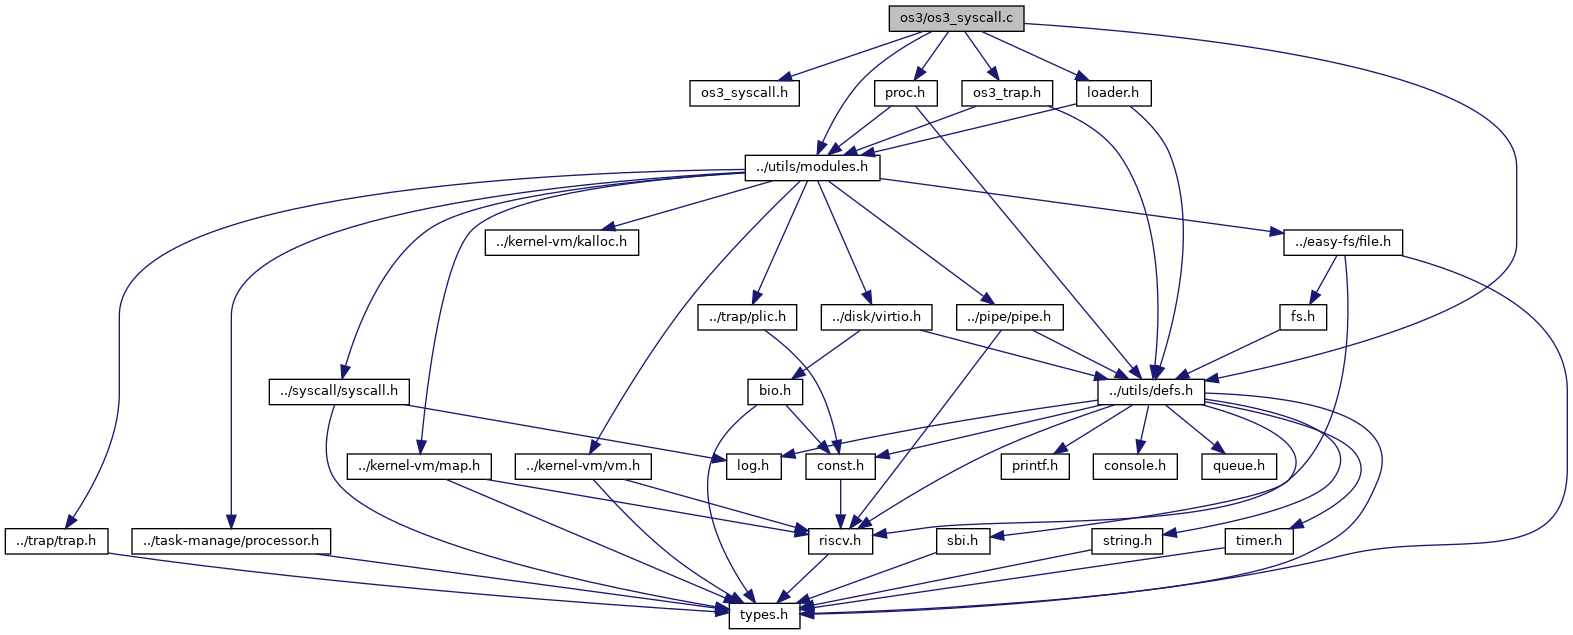 os3/os3_syscall.c
os3_syscall.h
proc.h
os3_trap.h
loader.h
../utils/modules.h
../kernel-vm/kalloc.h
../easy-fs/file.h
../trap/plic.h
../disk/virtio.h
../pipe/pipe.h
fs.h
../syscall/syscall.h
bio.h
../utils/defs.h
../kernel-vm/map.h
../kernel-vm/vm.h
log.h
const.h
printf.h
console.h
queue.h
../trap/trap.h
../task-manage/processor.h
riscv.h
sbi.h
string.h
timer.h
types.h